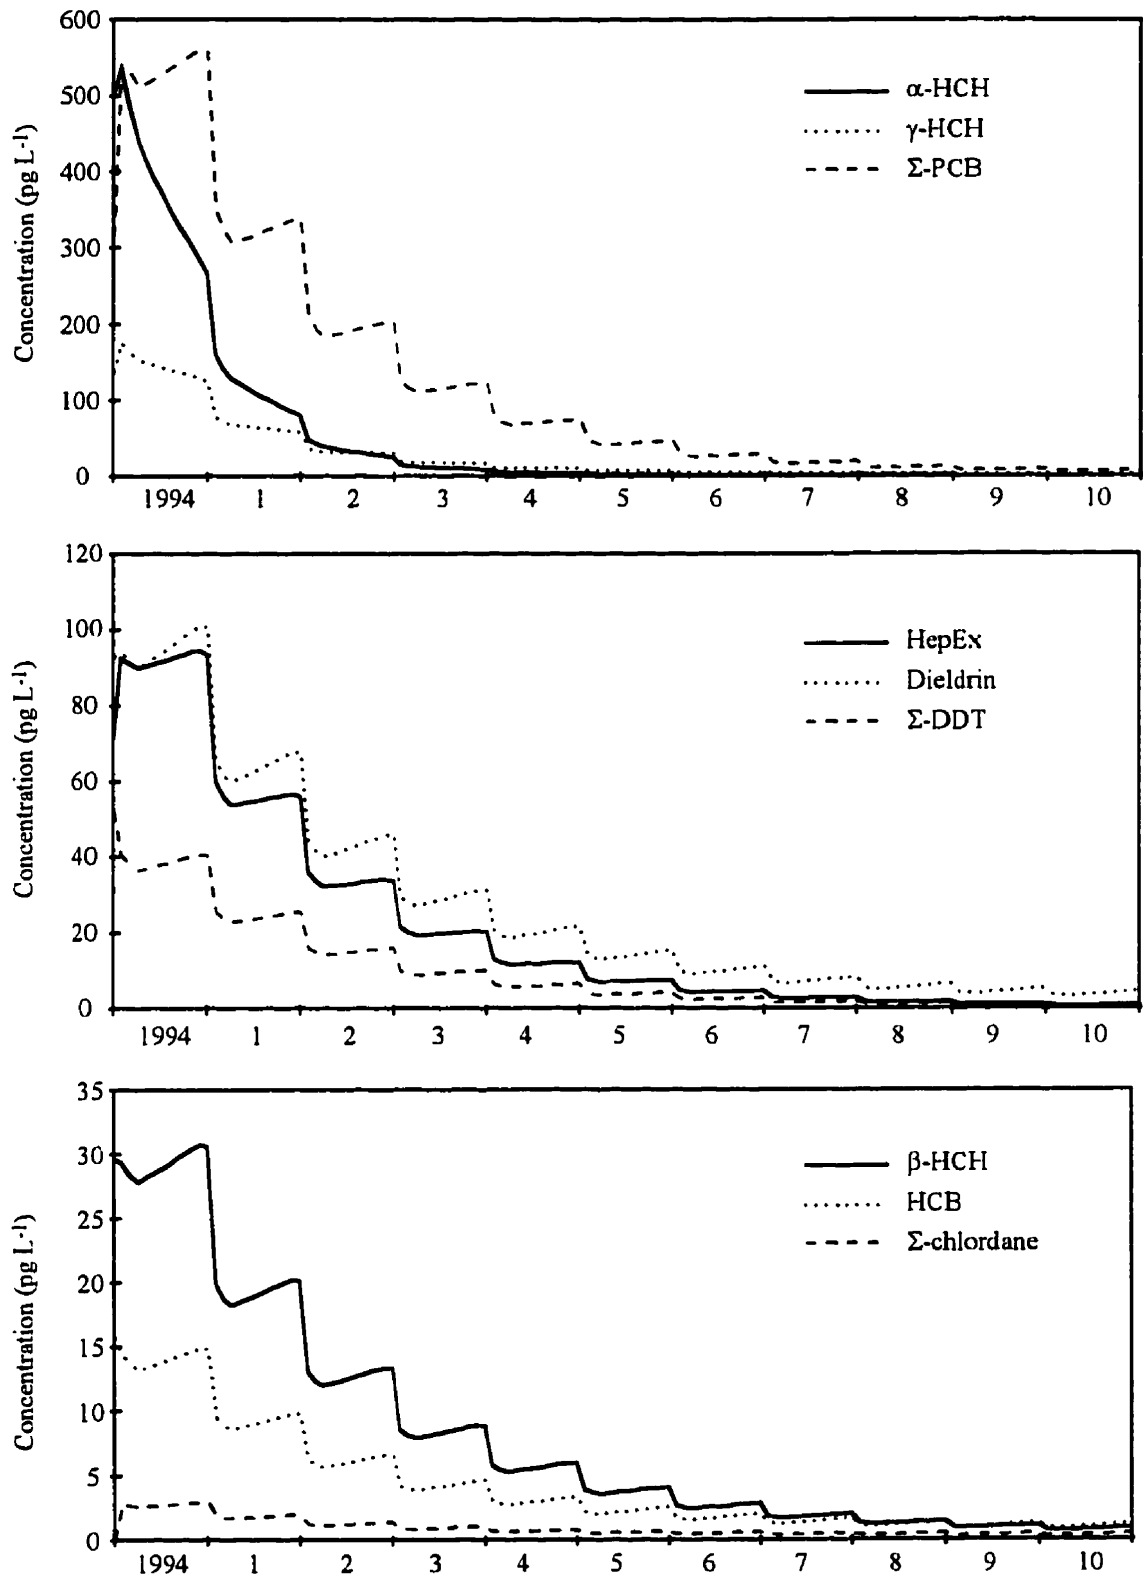 600
500
400
300
200
100
0
Concentration (pg L-1)
α-HCH
γ-HCH
Σ-PCB
1994 1 2 3 4 5 6 7 8 9 10
120
100
80
60
40
20
0
Concentration (pg L-1)
HepEx
Dieldrin
Σ-DDT
1994 1 2 3 4 5 6 7 8 9 10
35
30
25
20
15
10
5
0
Concentration (pg L-1)
β-HCH
HCB
Σ-chlordane
1994 1 2 3 4 5 6 7 8 9 10